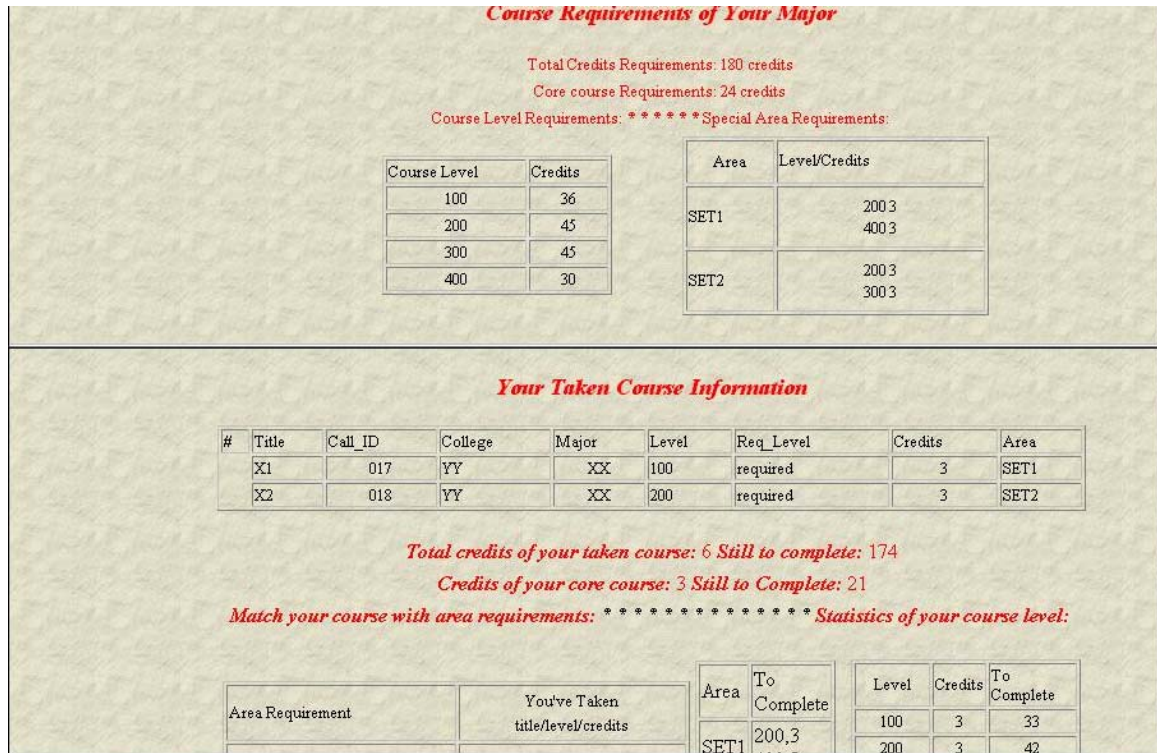 Course Requirements of Your Major
Total Credits Requirements: 180 credits
Core course Requirements: 24 credits
Course Level Requirements: * * * * * * Special Area Requirements:
Course Level Credits
100 36
200 45
300 45
400 30
Area Level/Credits
SET1
200 3
400 3
SET2
200 3
300 3
Your Taken Course Information
# Title Call_ID College Major Level Req_Level Credits Area
X1 017 YY XX 100 required 3 SET1
X2 018 YY XX 200 required 3 SET2
Total credits of your taken course: 6 Still to complete: 174
Credits of your core course: 3 Still to Complete: 21
Match your course with area requirements: * * * * * * * * * * * * * * Statistics of your course level:
Area Requirement You've Taken
title/level/credits
Area To
Complete
SET1 200,3
Level Credits To
Complete
100 3 33
200 3 42